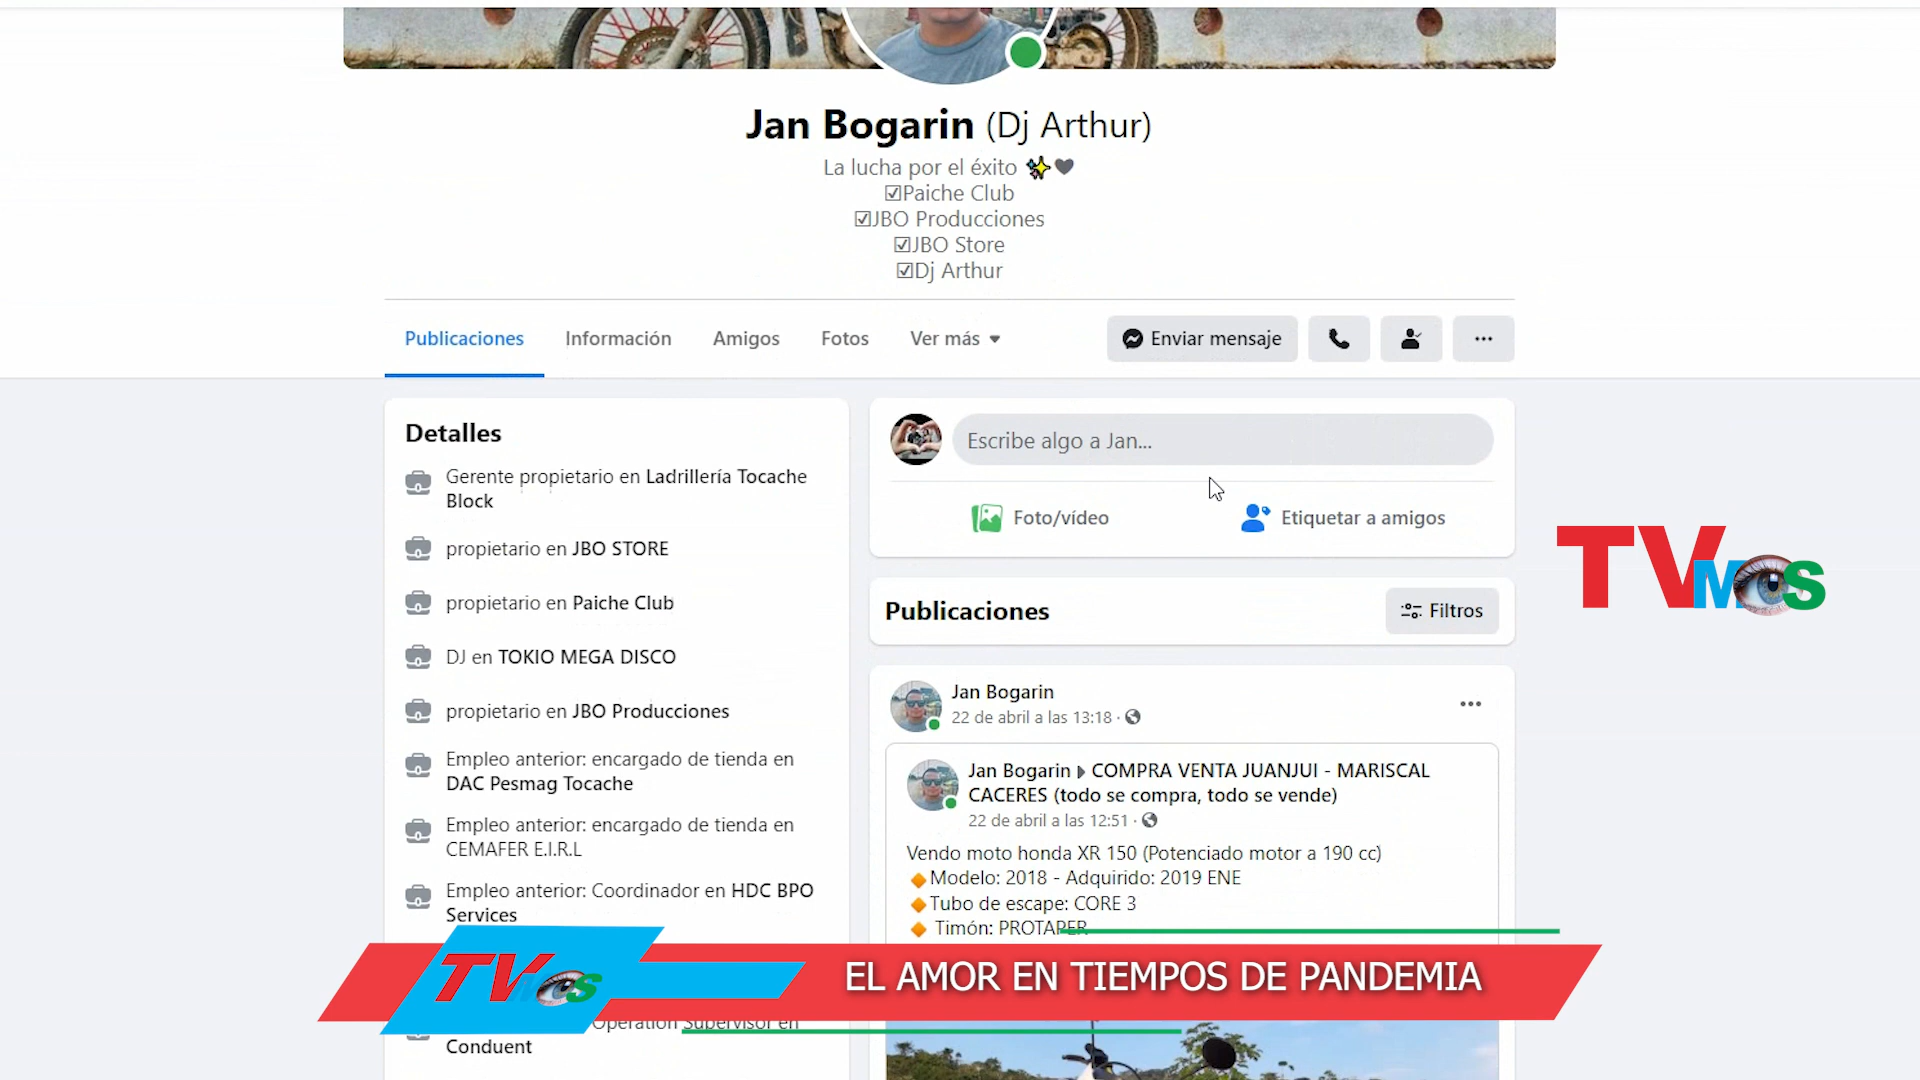 Jan Bogarin (Dj Arthur)
La lucha por el éxito ✨🖤
☑Paiche Club
☑JBO Producciones
☑JBO Store
☑Dj Arthur
Publicaciones Información Amigos Fotos Ver más
Enviar mensaje
Detalles
Gerente propietario en Ladrillería Tocache
Block
propietario en JBO STORE
propietario en Paiche Club
DJ en TOKIO MEGA DISCO
propietario en JBO Producciones
Empleo anterior: encargado de tienda en
DAC Pesmag Tocache
Empleo anterior: encargado de tienda en
CEMAFER E.I.R.L
Empleo anterior: Coordinador en HDC BPO
Services
Operation Supervisor en
Conduent
Escribe algo a Jan...
Foto/vídeo Etiquetar a amigos
Publicaciones
Filtros
Jan Bogarin
22 de abril a las 13:18 ·
Jan Bogarin ▸ COMPRA VENTA JUANJUI - MARISCAL
CACERES (todo se compra, todo se vende)
22 de abril a las 12:51 ·
Vendo moto honda XR 150 (Potenciado motor a 190 cc)
🔶Modelo: 2018 - Adquirido: 2019 ENE
🔶Tubo de escape: CORE 3
🔶 Timón: PROTAPER
TVMOS
TVMOS
EL AMOR EN TIEMPOS DE PANDEMIA